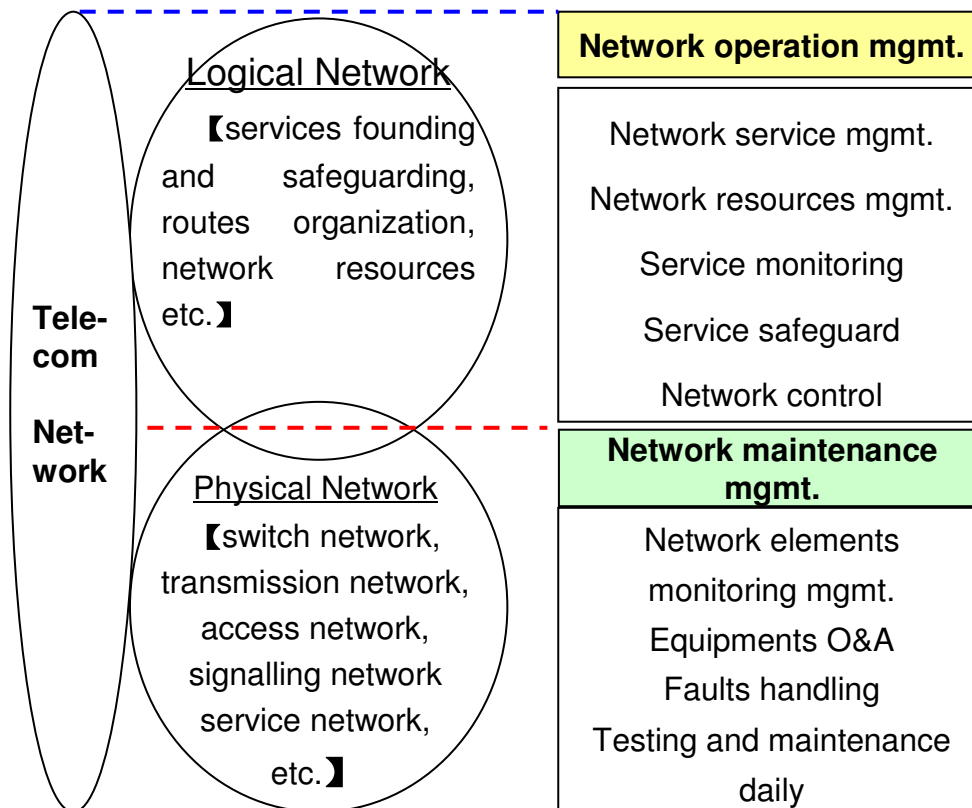 Tele-
com
Net-
work
Logical Network
【services founding
and safeguarding,
routes organization,
network resources
etc.】
Physical Network
【switch network,
transmission network,
access network,
signalling network
service network,
etc.】
Network operation mgmt.
Network service mgmt.
Network resources mgmt.
Service monitoring
Service safeguard
Network control
Network maintenance
mgmt.
Network elements
monitoring mgmt.
Equipments O&A
Faults handling
Testing and maintenance
daily